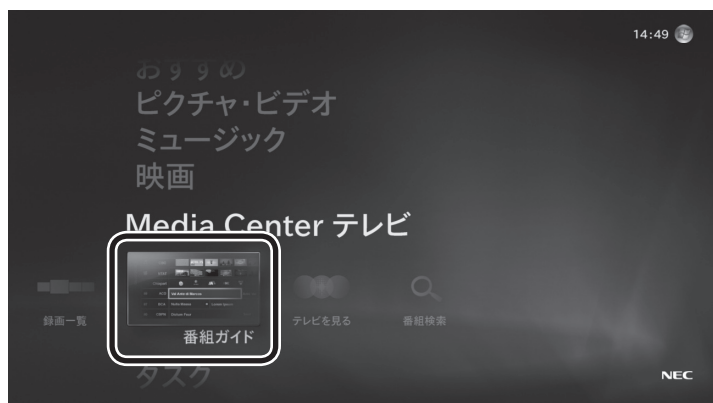 14:49
おすすめ
ピクチャ・ビデオ
ミュージック
映画
Media Center テレビ
録画一覧
番組ガイド
テレビを見る
番組検索
タスク
NEC